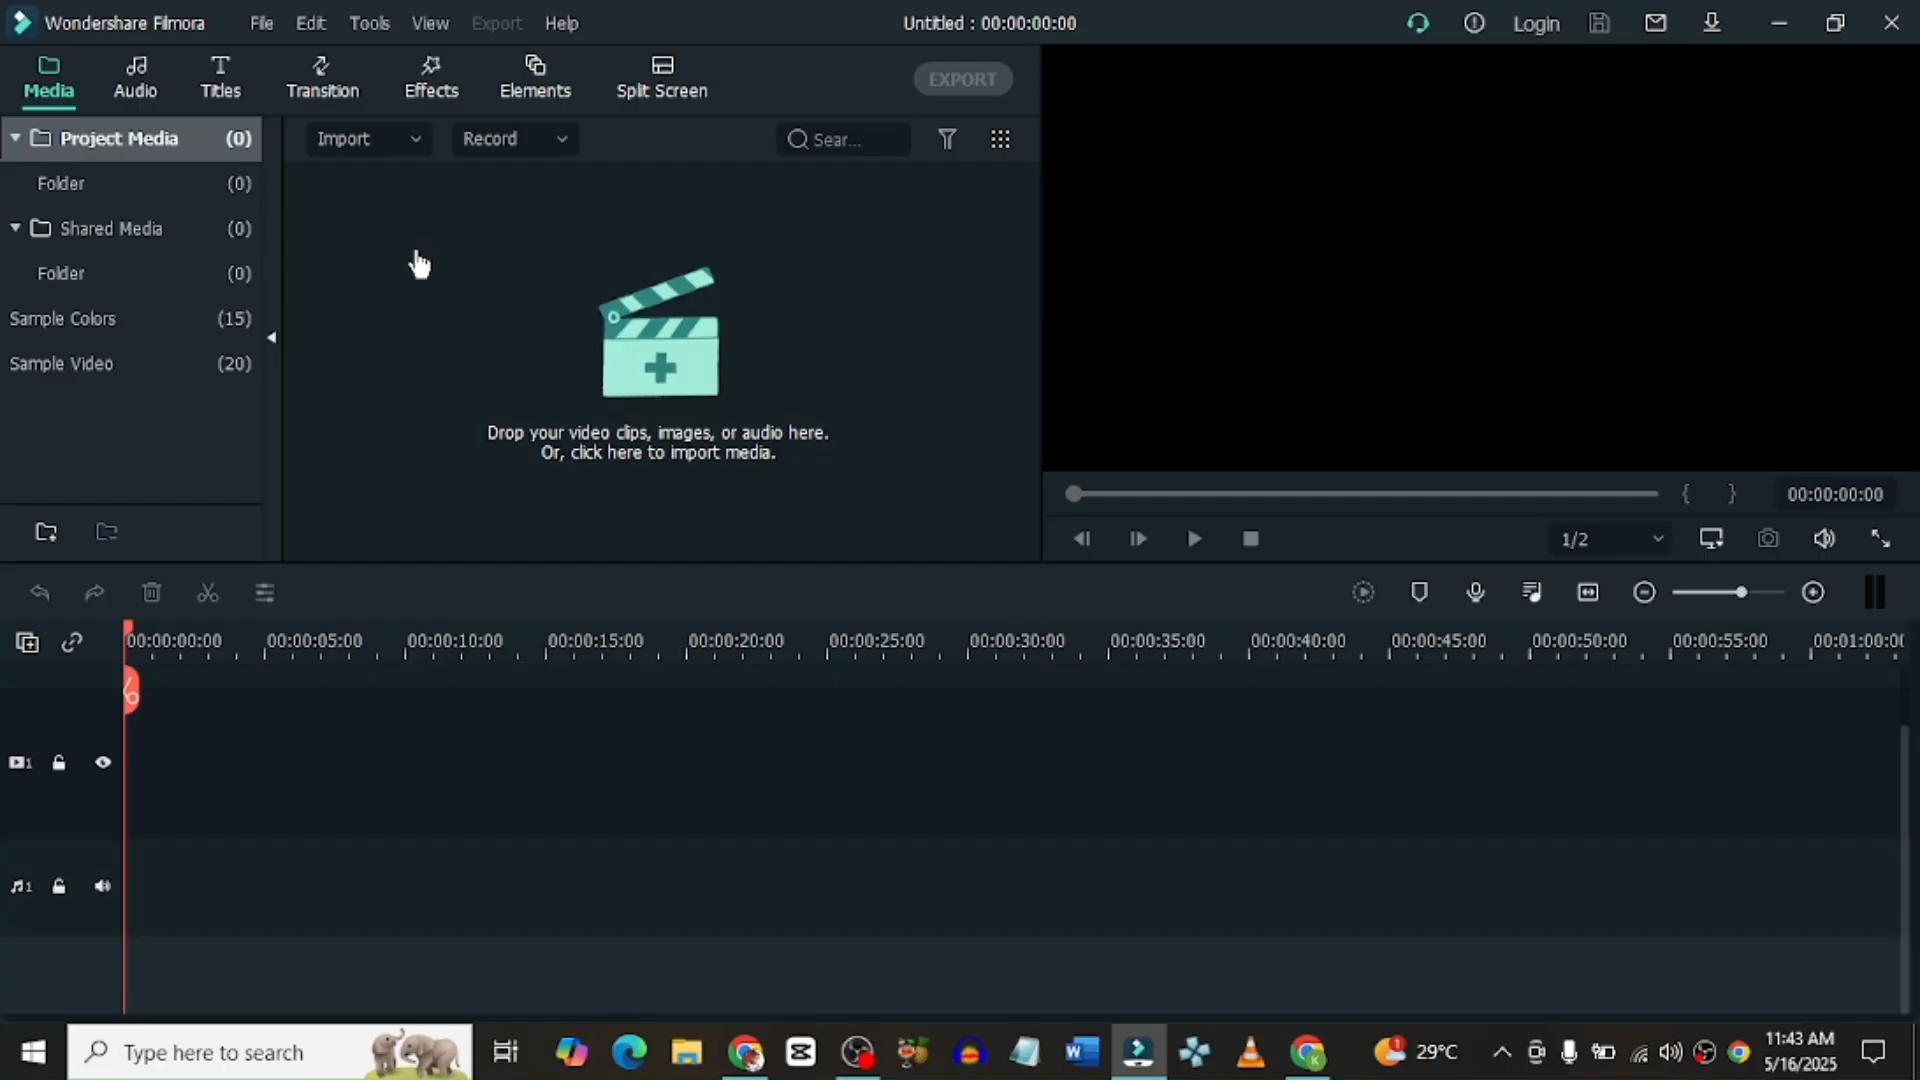 Wondershare Filmora File Edit Tools View Export Help Untitled : 00:00:00:00 Login
Media Audio Titles Transition Effects Elements Split Screen EXPORT
Project Media (0)
Import Record Sear...
Folder (0)
Shared Media (0)
Folder (0)
Sample Colors (15)
Sample Video (20)
Drop your video clips, images, or audio here.
Or, click here to import media.
{ } 00:00:00:00
1/2
00:00:00:00 00:00:05:00 00:00:10:00 00:00:15:00 00:00:20:00 00:00:25:00 00:00:30:00 00:00:35:00 00:00:40:00 00:00:45:00 00:00:50:00 00:00:55:00 00:01:00:0
1
1
Type here to search 1 29°C 11:43 AM
5/16/2025